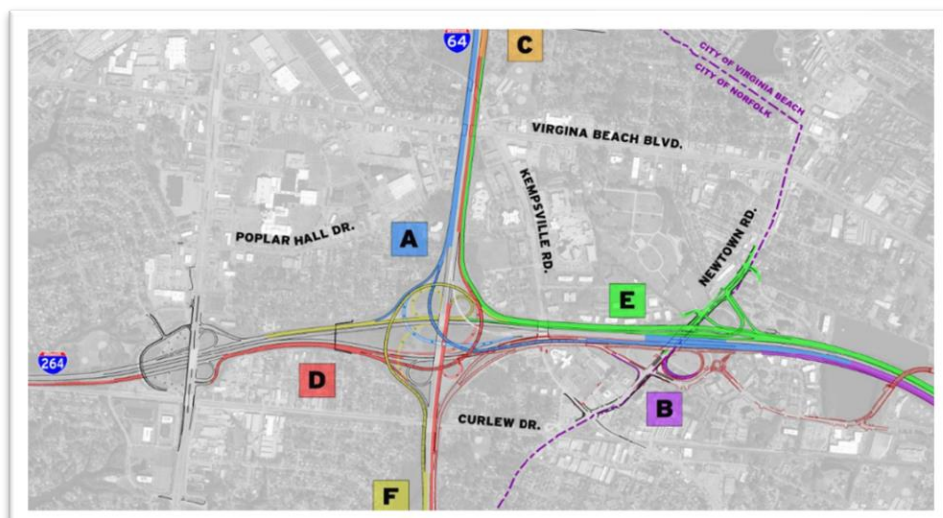 64
C
CITY OF VIRGINIA BEACH
CITY OF NORFOLK
VIRGINA BEACH BLVD.
KEMPSVILLE RD.
NEWTOWN RD.
POPLAR HALL DR.
A
E
264
D
B
CURLEW DR.
F